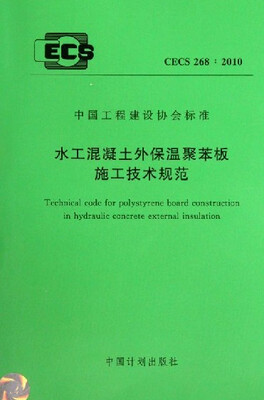 ECS
CECS 268：2010
中国工程建设协会标准
水工混凝土外保温聚苯板
施工技术规范
Technical code for polystyrene board construction
in hydraulic concrete external insulation
中国计划出版社